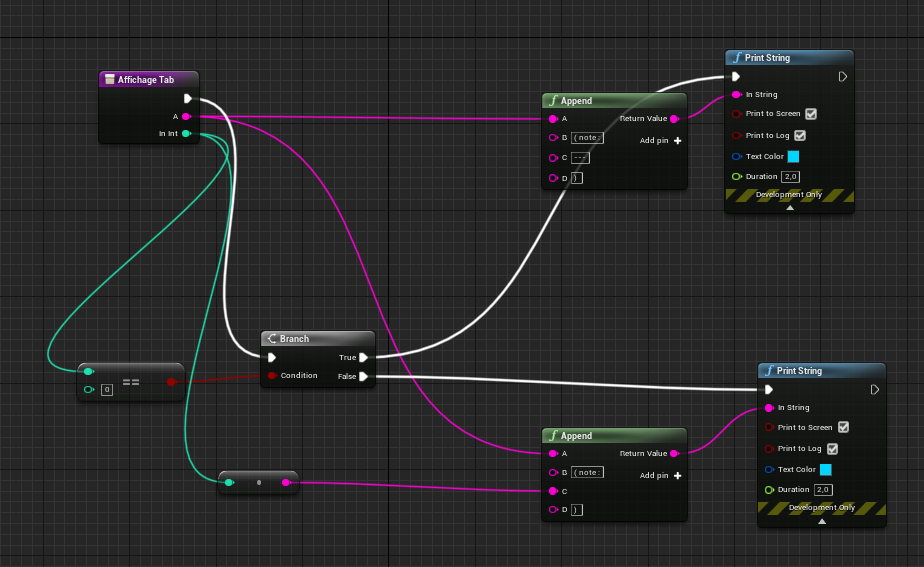 Affichage Tab
A
In Int
Append
A
Return Value
B
( note :
Add pin
C
---
D
)
Print String
In String
Print to Screen
Print to Log
Text Color
Duration
2,0
Development Only
Branch
True
Condition
False
0
==
Append
A
Return Value
B
( note :
Add pin
C
D
)
Print String
In String
Print to Screen
Print to Log
Text Color
Duration
2,0
Development Only